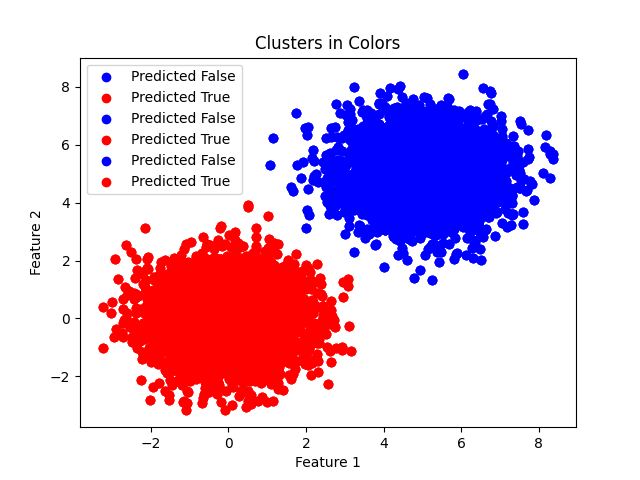 Clusters in Colors
Predicted False
Predicted True
Predicted False
Predicted True
Predicted False
Predicted True
8
6
4
2
0
−2
Feature 2
−2 0 2 4 6 8
Feature 1